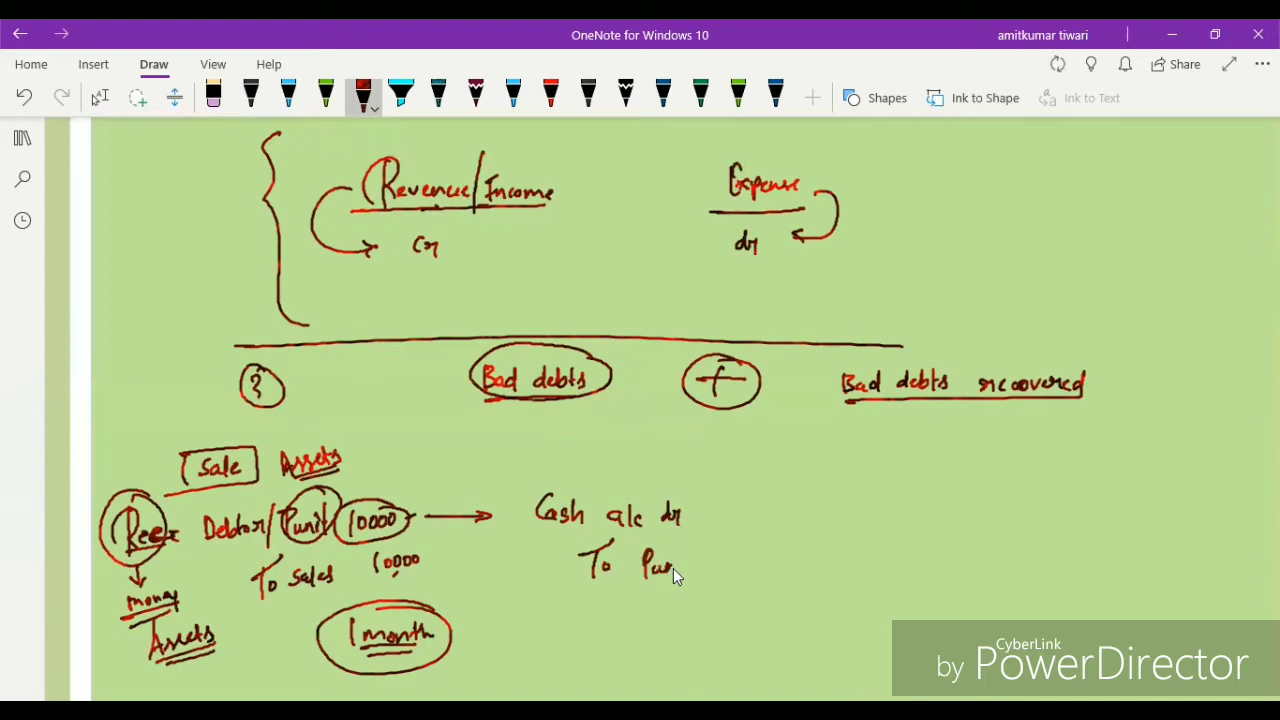 OneNote for Windows 10
amitkumar tiwari
Home Insert Draw View Help
Share
Shapes
Ink to Shape
Ink to Text
Revenue/Income
Expense
Cr
dr
Bad debts
Bad debts recovered
Sale Assets
Debtor/Punit 10000 → Cash a/c dr
To Sales 10000
To Pu
money
Assets
1 month
CyberLink
by PowerDirector